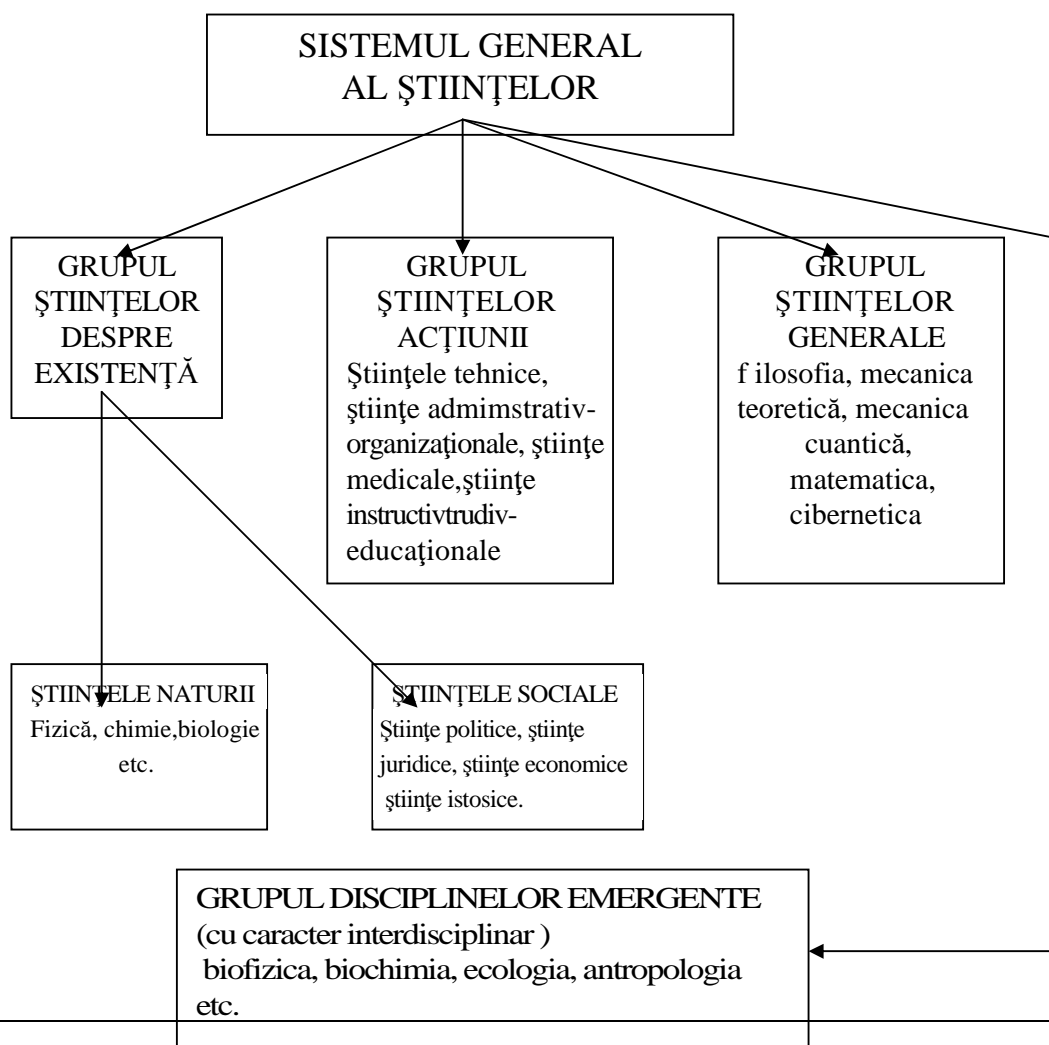 SISTEMUL GENERAL
AL ŞTIINŢELOR
GRUPUL
ŞTIINŢELOR
DESPRE
EXISTENŢĂ
GRUPUL
ŞTIINŢELOR
ACŢIUNII
Ştiinţele tehnice,
ştiinţe admimstrativ-
organizaţionale, ştiinţe
medicale,ştiinţe
instructivtrudiv-
educaţionale
GRUPUL
ŞTIINŢELOR
GENERALE
f ilosofia, mecanica
teoretică, mecanica
cuantică,
matematica,
cibernetica
ŞTIINŢELE NATURII
Fizică, chimie,biologie
etc.
ŞTIINŢELE SOCIALE
Ştiinţe politice, ştiinţe
juridice, ştiinţe economice
ştiinţe istosice.
GRUPUL DISCIPLINELOR EMERGENTE
(cu caracter interdisciplinar )
biofizica, biochimia, ecologia, antropologia
etc.